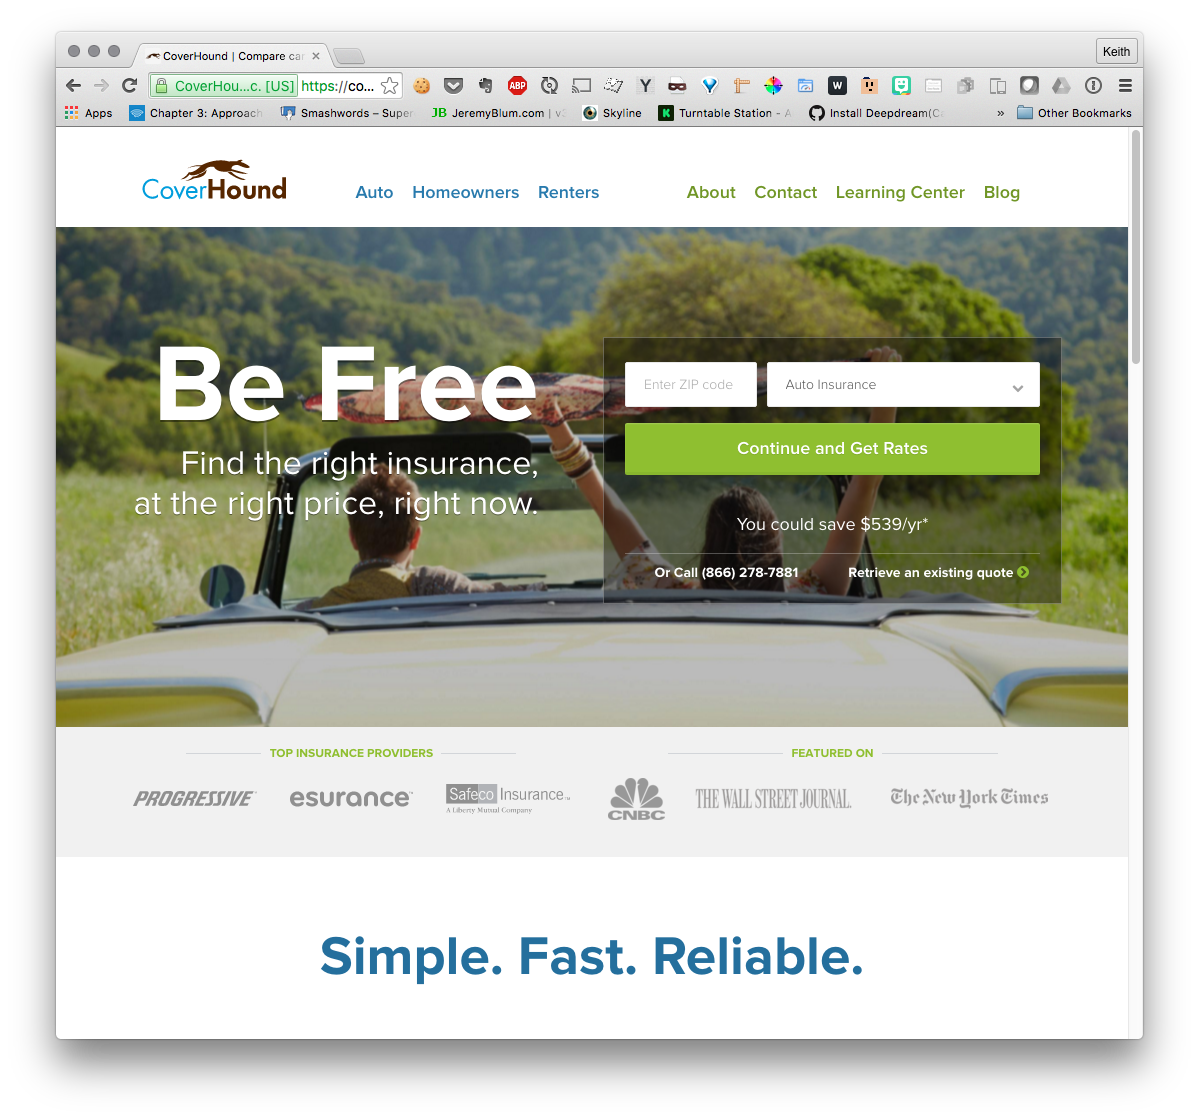 CoverHound | Compare car
Keith
CoverHou...c. [US] https://co...
ABP
Y
W
Apps Chapter 3: Approach Smashwords – Super JB JeremyBlum.com | v2 Skyline K Turntable Station - A Install Deepdream(Ca » Other Bookmarks
CoverHound
Auto Homeowners Renters About Contact Learning Center Blog
Be Free
Find the right insurance,
at the right price, right now.
Enter ZIP code Auto Insurance
Continue and Get Rates
You could save $539/yr*
Or Call (866) 278-7881 Retrieve an existing quote
TOP INSURANCE PROVIDERS FEATURED ON
PROGRESSIVE esurance Safeco Insurance™ CNBC THE WALL STREET JOURNAL. The New York Times
A Liberty Mutual Company
Simple. Fast. Reliable.